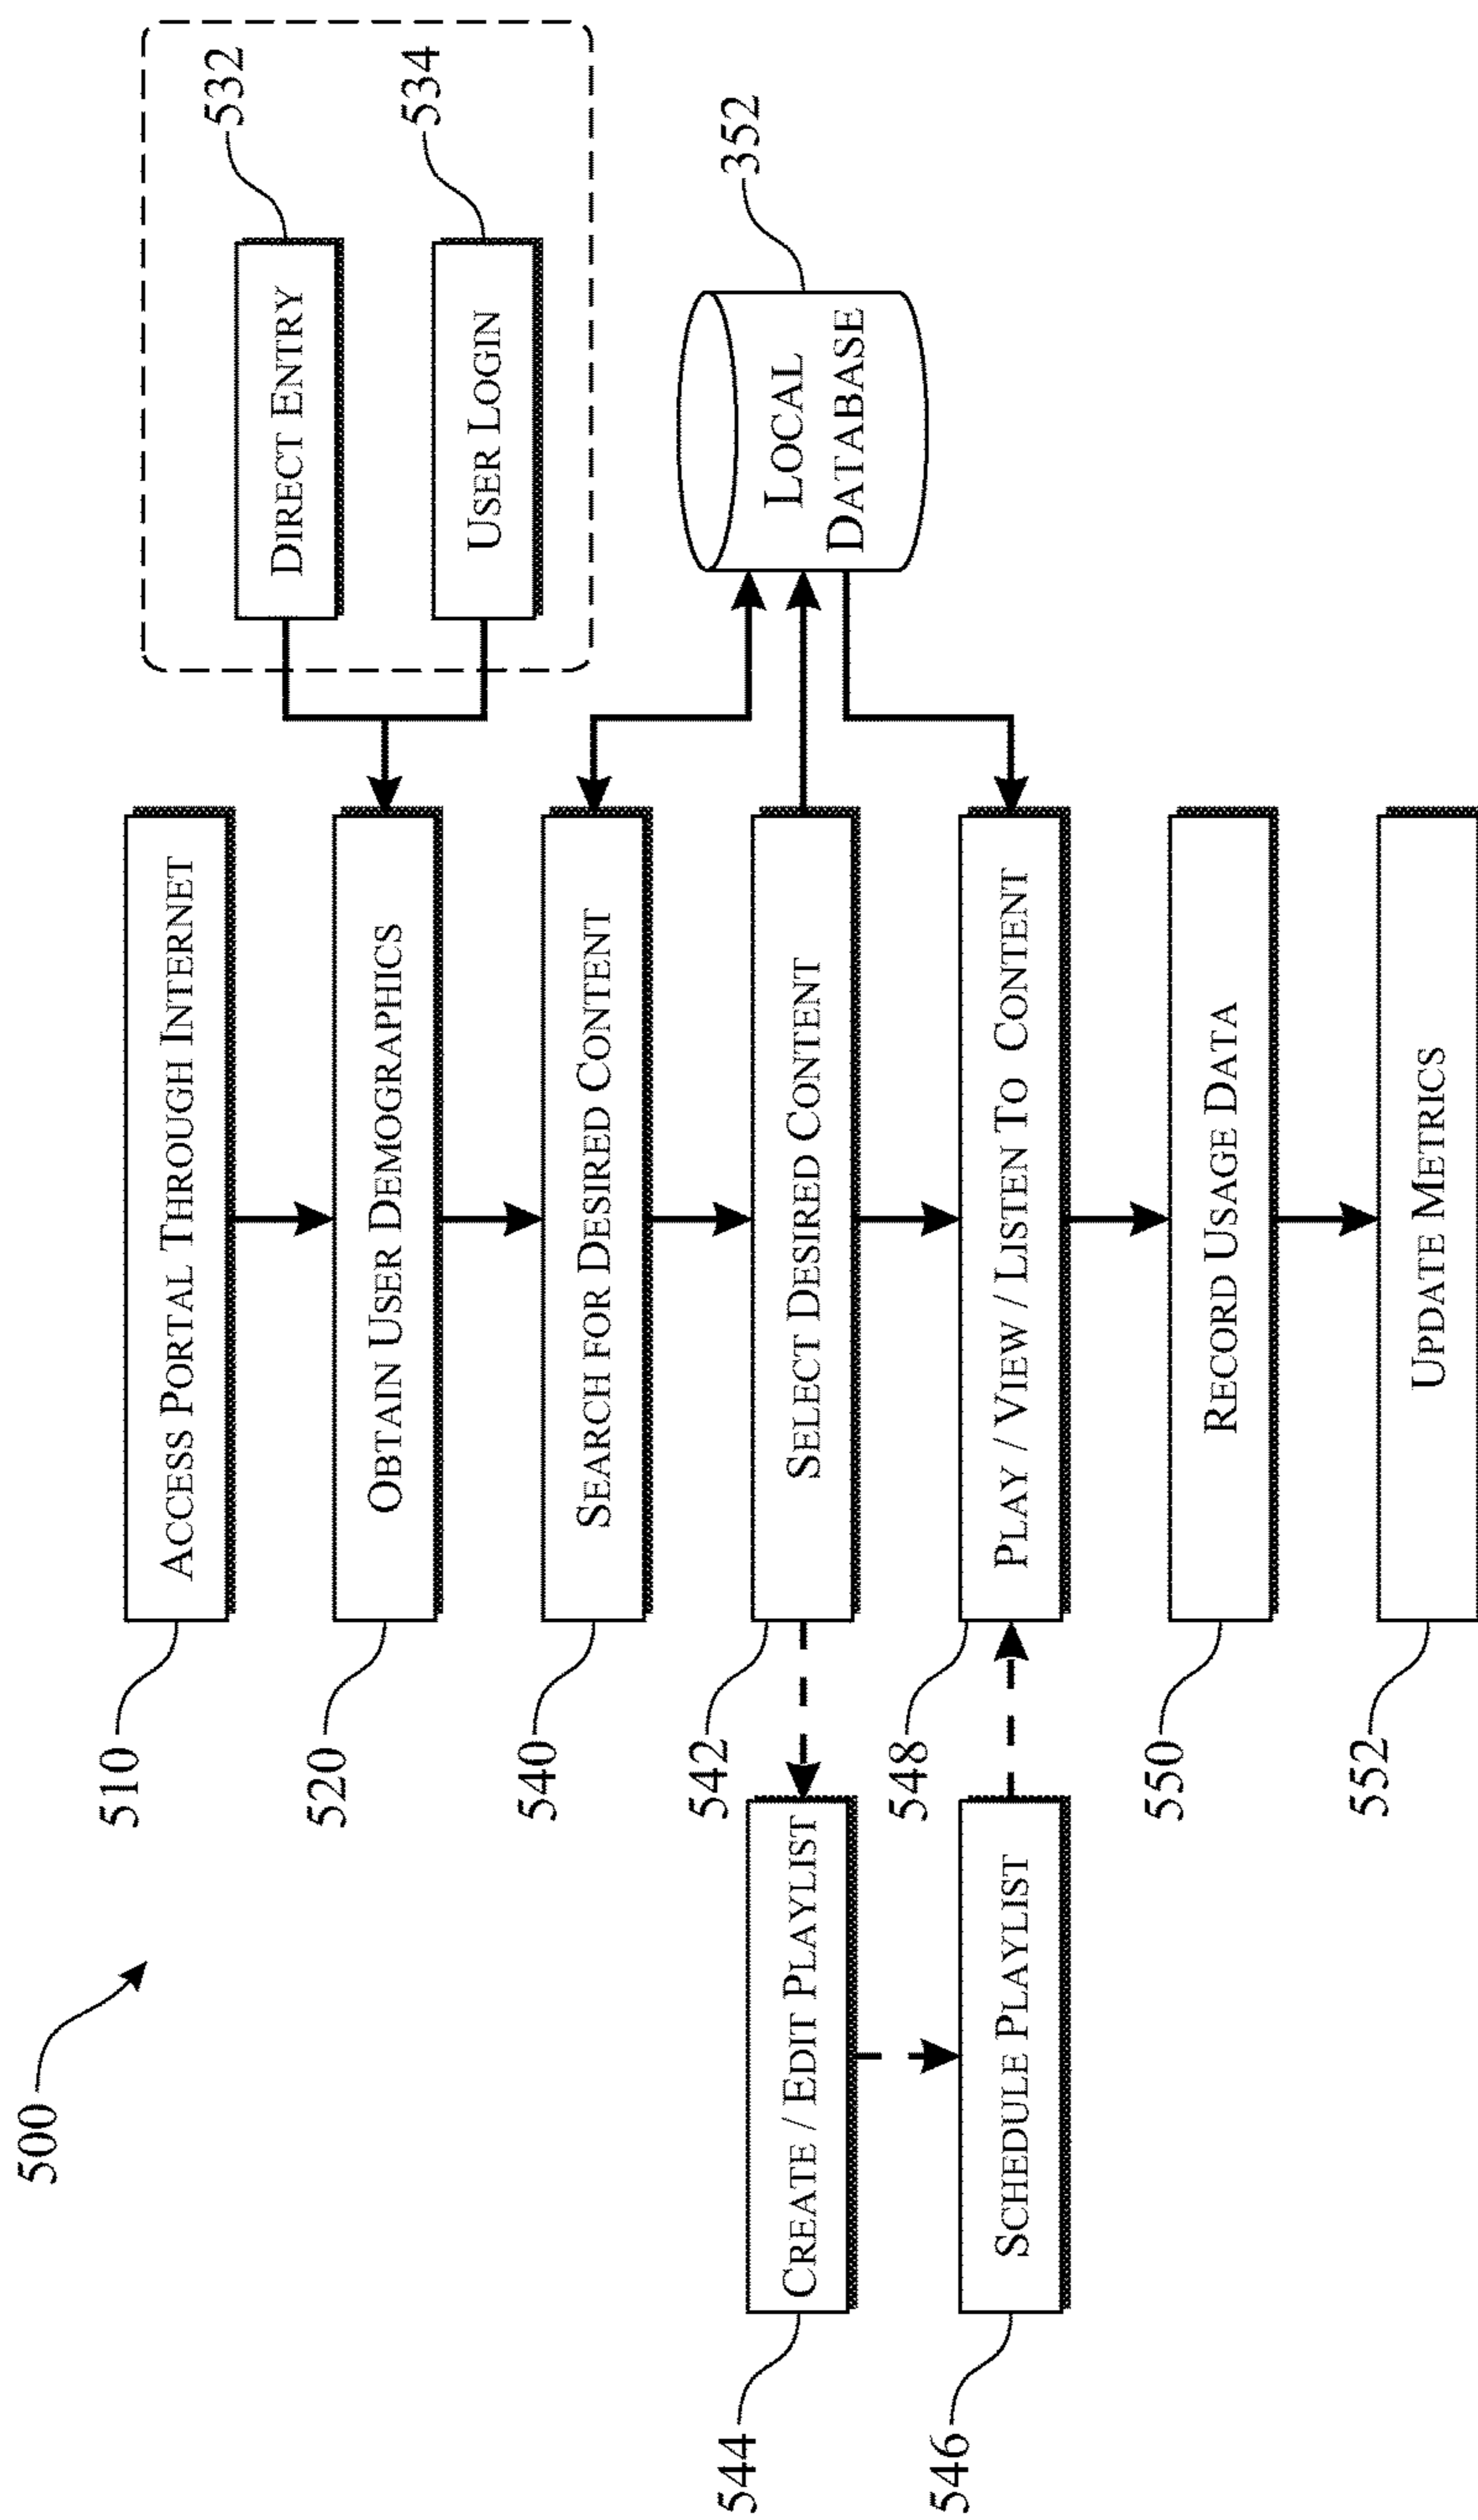 500
510
ACCESS PORTAL THROUGH INTERNET
520
OBTAIN USER DEMOGRAPHICS
DIRECT ENTRY
532
USER LOGIN
534
540
SEARCH FOR DESIRED CONTENT
542
SELECT DESIRED CONTENT
LOCAL
DATABASE
352
544
CREATE / EDIT PLAYLIST
546
SCHEDULE PLAYLIST
548
PLAY / VIEW / LISTEN TO CONTENT
550
RECORD USAGE DATA
552
UPDATE METRICS